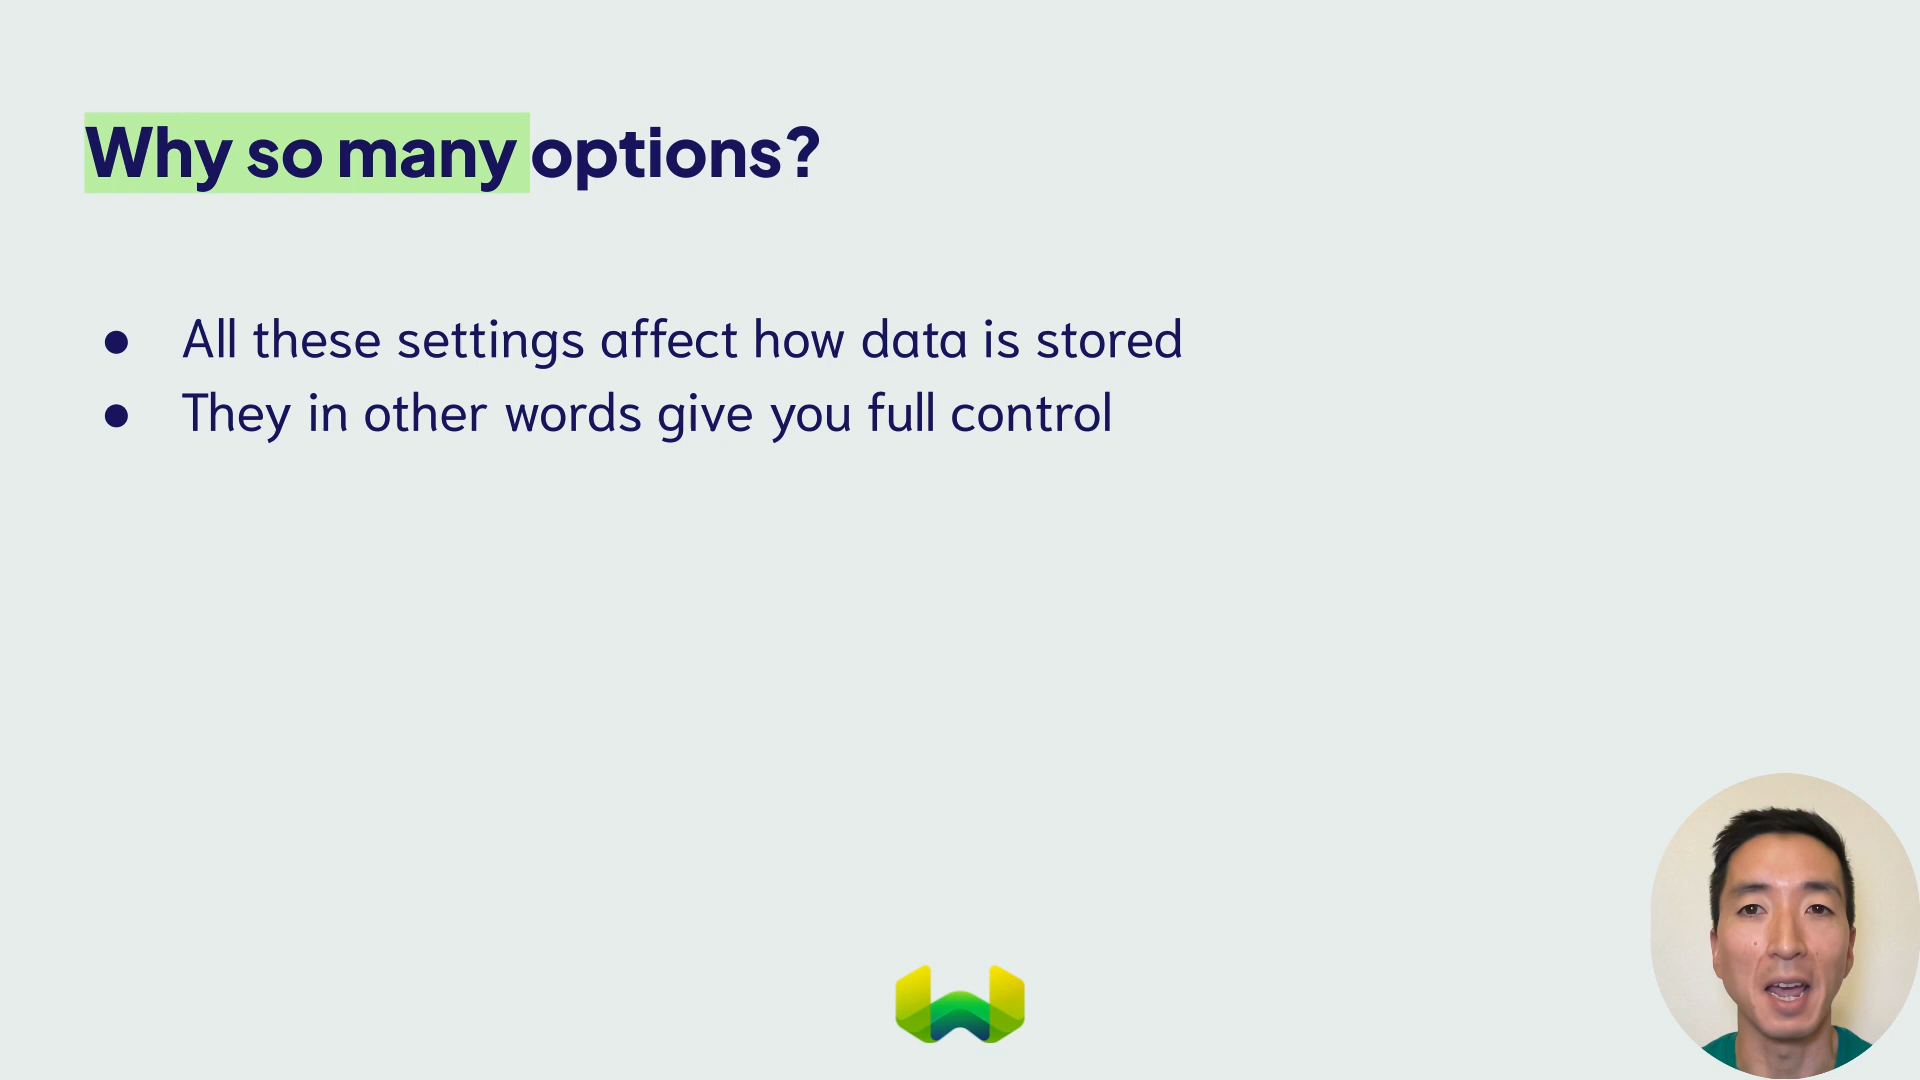 Why so many options?
● All these settings affect how data is stored
● They in other words give you full control